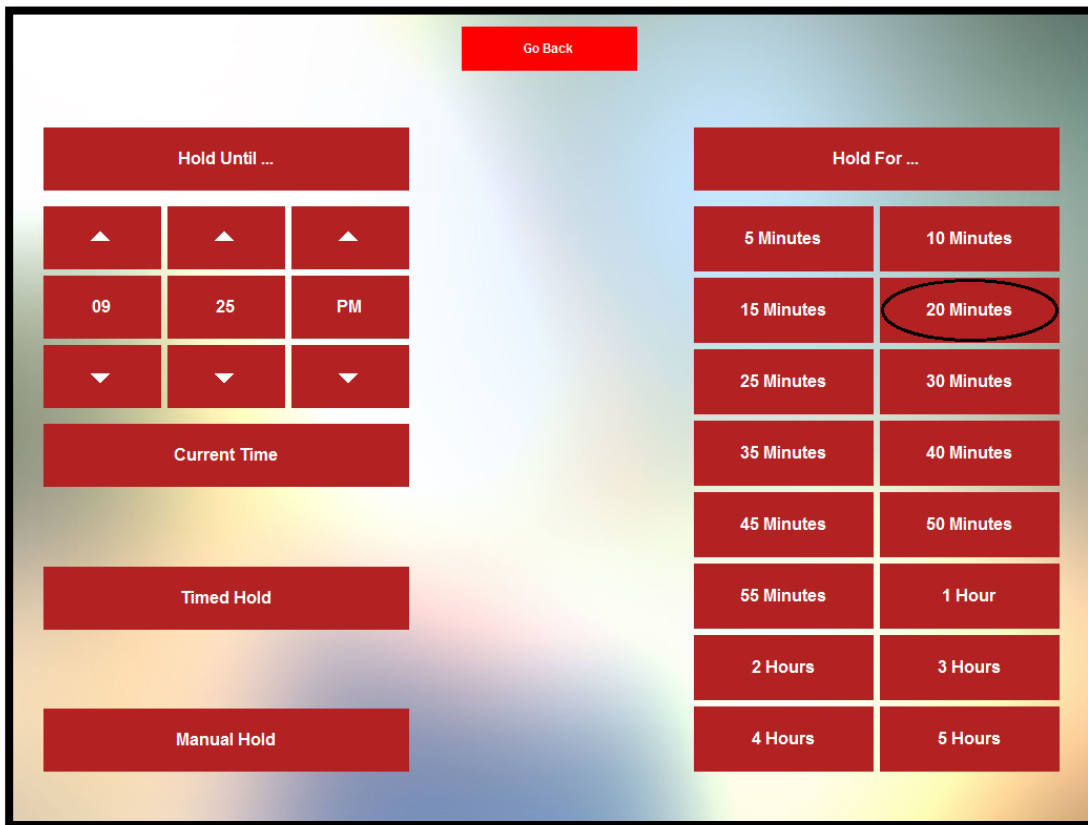 Go Back
Hold Until ...
09 25 PM
Current Time
Timed Hold
Manual Hold
Hold For ...
5 Minutes 10 Minutes
15 Minutes 20 Minutes
25 Minutes 30 Minutes
35 Minutes 40 Minutes
45 Minutes 50 Minutes
55 Minutes 1 Hour
2 Hours 3 Hours
4 Hours 5 Hours